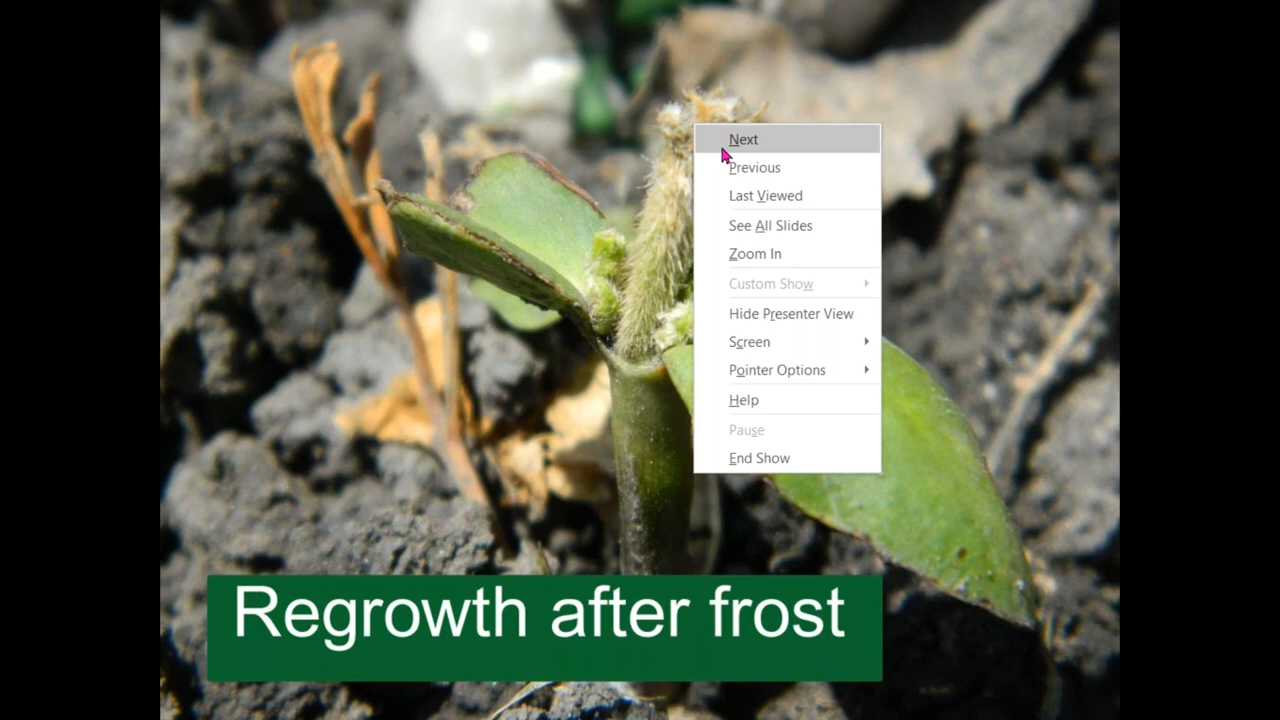 Next
Previous
Last Viewed
See All Slides
Zoom In
Custom Show
Hide Presenter View
Screen
Pointer Options
Help
Pause
End Show
Regrowth after frost